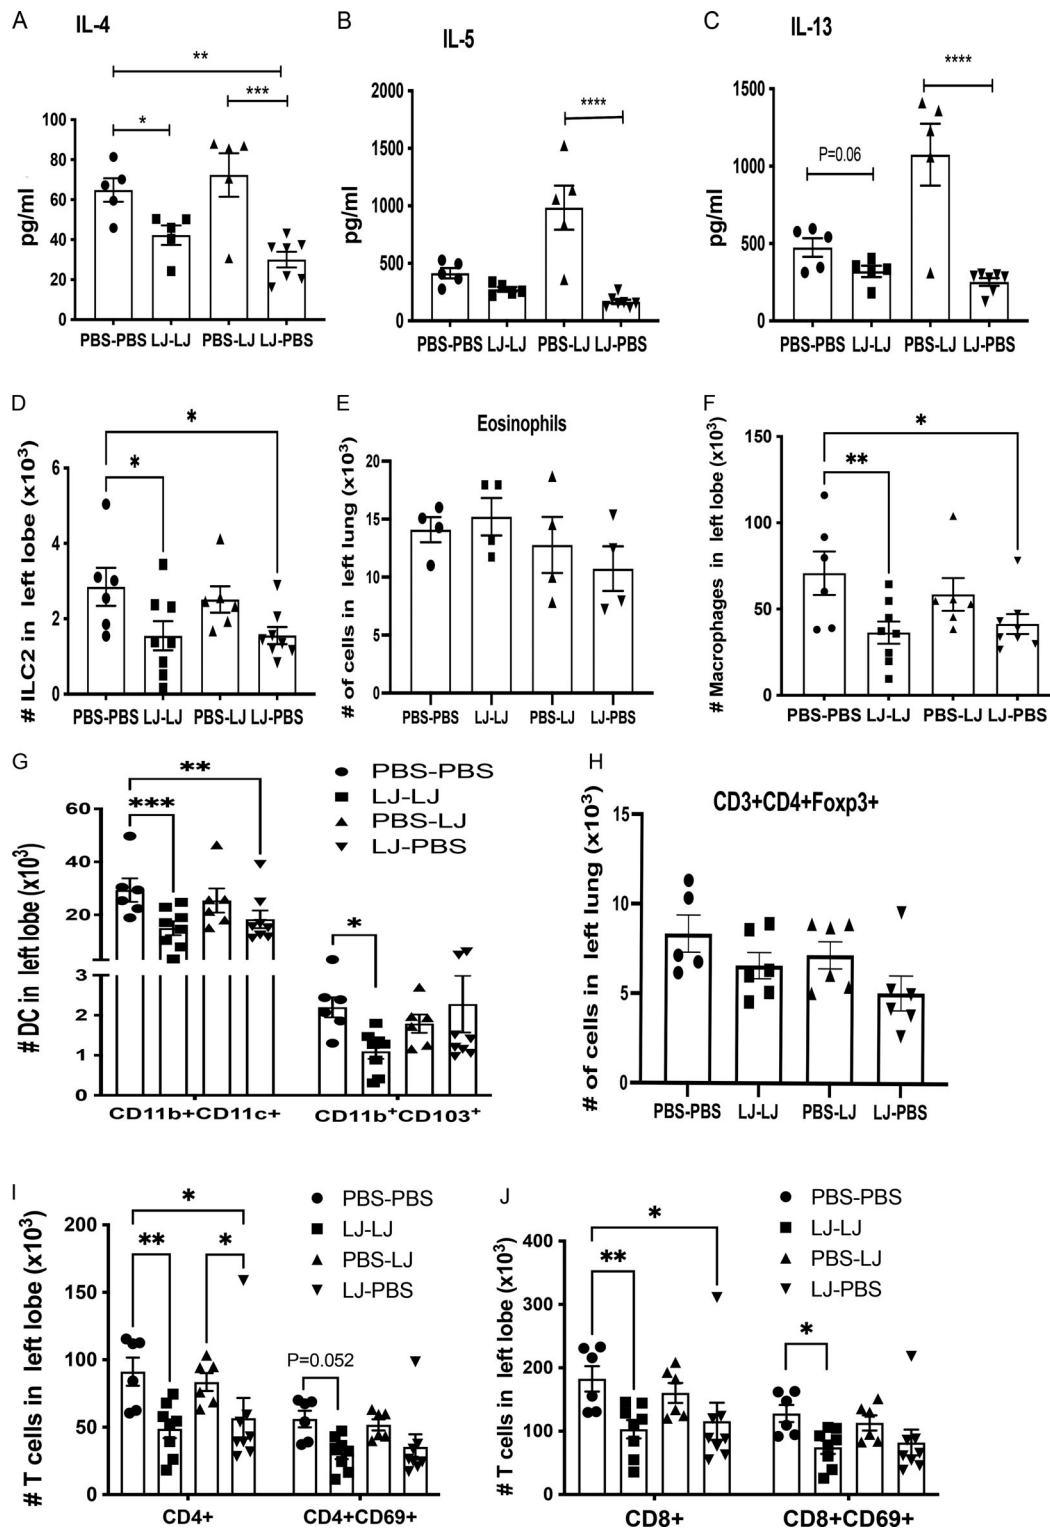 A
IL-4
**
***
*
pg/ml
100
80
60
40
20
0
PBS-PBS LJ-LJ PBS-LJ LJ-PBS
B
IL-5
****
pg/ml
2000
1500
1000
500
0
PBS-PBS LJ-LJ PBS-LJ LJ-PBS
C
IL-13
****
P=0.06
pg/ml
1500
1000
500
0
PBS-PBS LJ-LJ PBS-LJ LJ-PBS
D
*
*
# ILC2 in left lobe (x10³)
6
4
2
0
PBS-PBS LJ-LJ PBS-LJ LJ-PBS
E
Eosinophils
# of cells in left lung (x10³)
20
15
10
5
0
PBS-PBS LJ-LJ PBS-LJ LJ-PBS
F
*
**
# Macrophages in left lobe (x10³)
150
100
50
0
PBS-PBS LJ-LJ PBS-LJ LJ-PBS
G
**
***
*
PBS-PBS
LJ-LJ
PBS-LJ
LJ-PBS
# DC in left lobe (x10³)
60
40
20
3
2
1
0
CD11b+CD11c+ CD11b⁺CD103⁺
H
CD3+CD4+Foxp3+
# of cells in left lung (x10³)
15
10
5
0
PBS-PBS LJ-LJ PBS-LJ LJ-PBS
I
PBS-PBS
LJ-LJ
PBS-LJ
LJ-PBS
*
** *
P=0.052
# T cells in left lobe (x10³)
200
150
100
50
0
CD4+ CD4+CD69+
J
PBS-PBS
LJ-LJ
PBS-LJ
LJ-PBS
*
**
*
# T cells in left lobe (x10³)
400
300
200
100
0
CD8+ CD8+CD69+